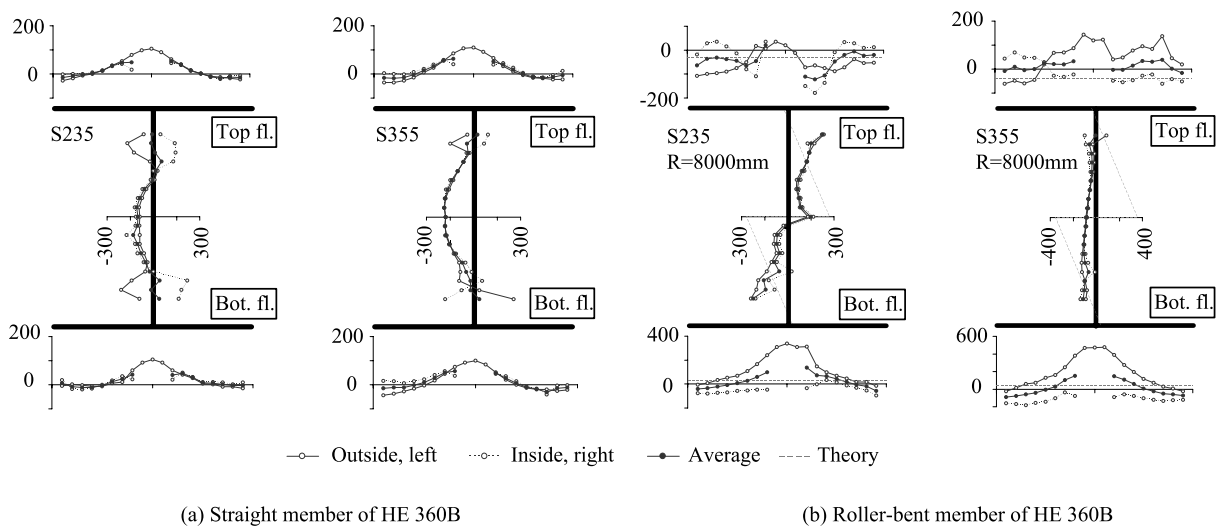 200
0
S235
Top fl.
-300
300
Bot. fl.
200
0
200
0
S355
Top fl.
-300
300
Bot. fl.
200
0
0
-200
S235
R=8000mm
Top fl.
-300
300
Bot. fl.
400
0
200
0
S355
R=8000mm
Top fl.
-400
400
Bot. fl.
600
0
Outside, left
Inside, right
Average
Theory
(a) Straight member of HE 360B
(b) Roller-bent member of HE 360B